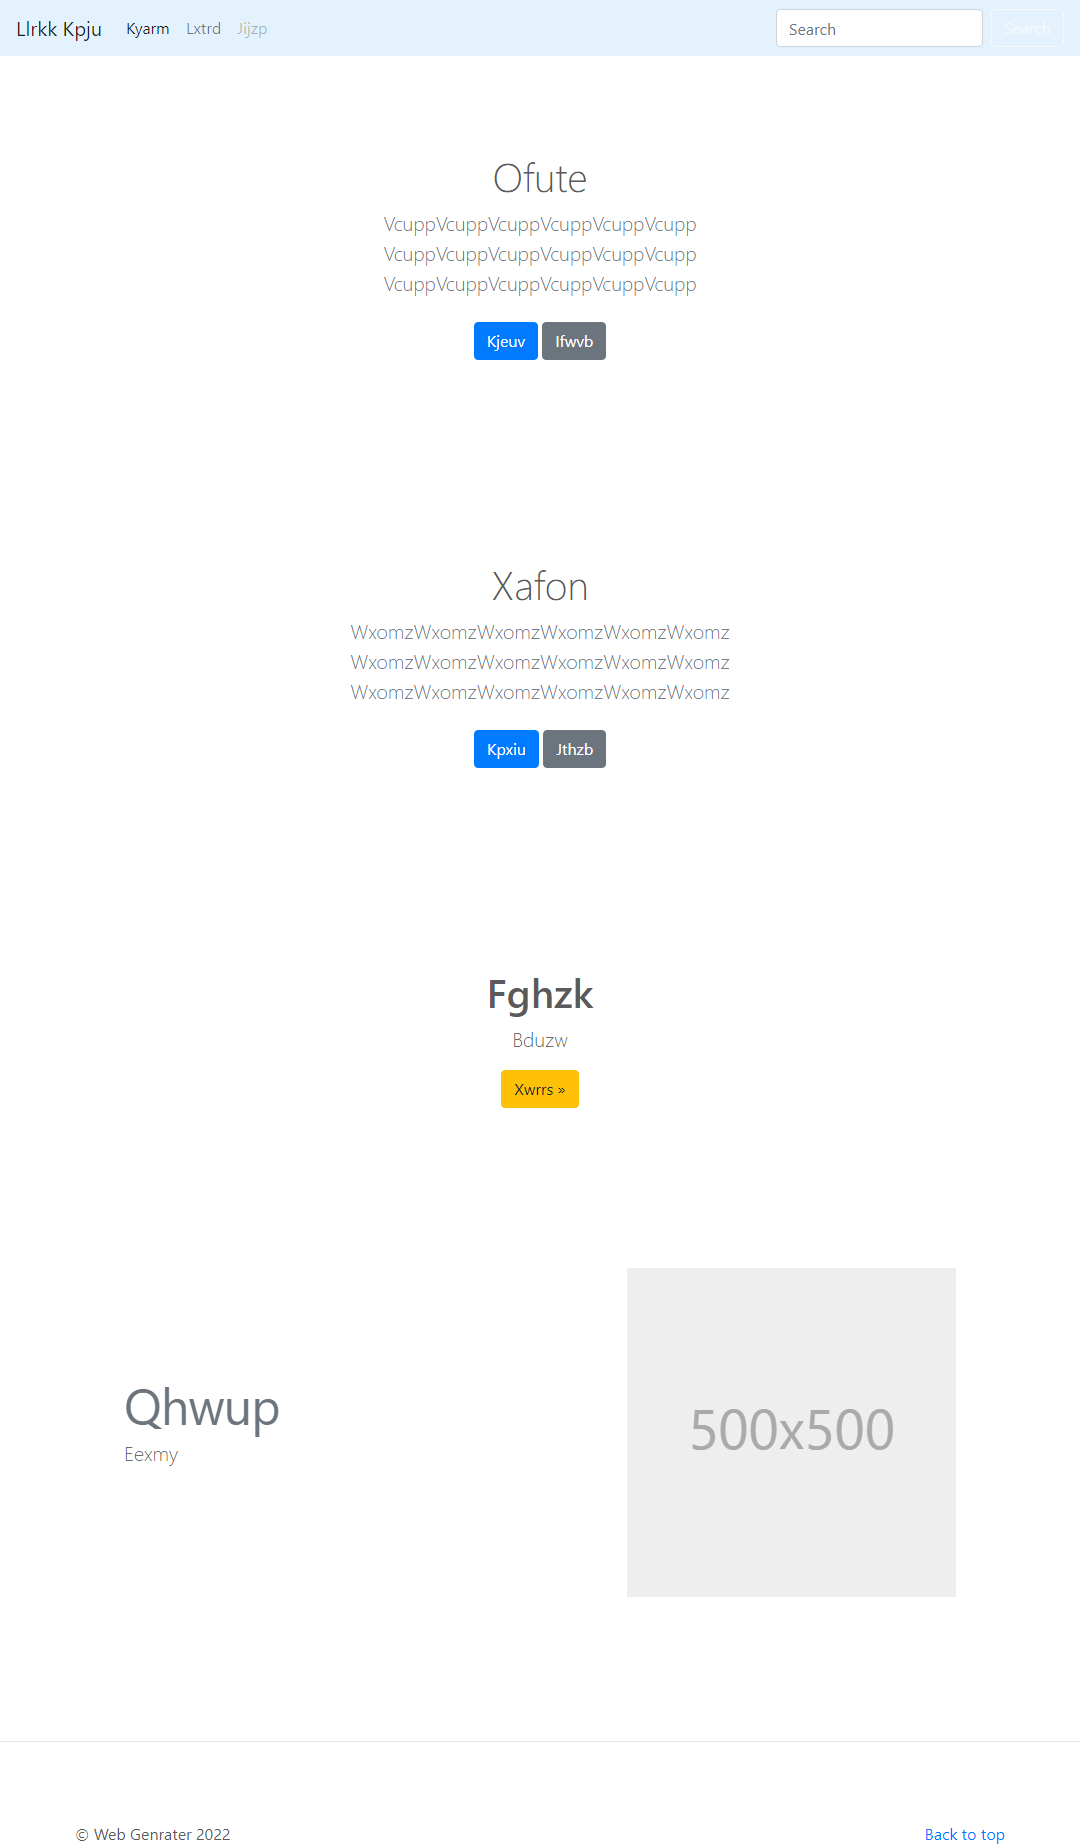 Llrkk Kpju Kyarm Lxtrd Jijzp Search Search
Ofute
VcuppVcuppVcuppVcuppVcuppVcupp
VcuppVcuppVcuppVcuppVcuppVcupp
VcuppVcuppVcuppVcuppVcuppVcupp
Kjeuv Ifwvb
Xafon
WxomzWxomzWxomzWxomzWxomzWxomz
WxomzWxomzWxomzWxomzWxomzWxomz
WxomzWxomzWxomzWxomzWxomzWxomz
Kpxiu Jthzb
Fghzk
Bduzw
Xwrrs »
Qhwup
Eexmy
500x500
© Web Genrater 2022 Back to top